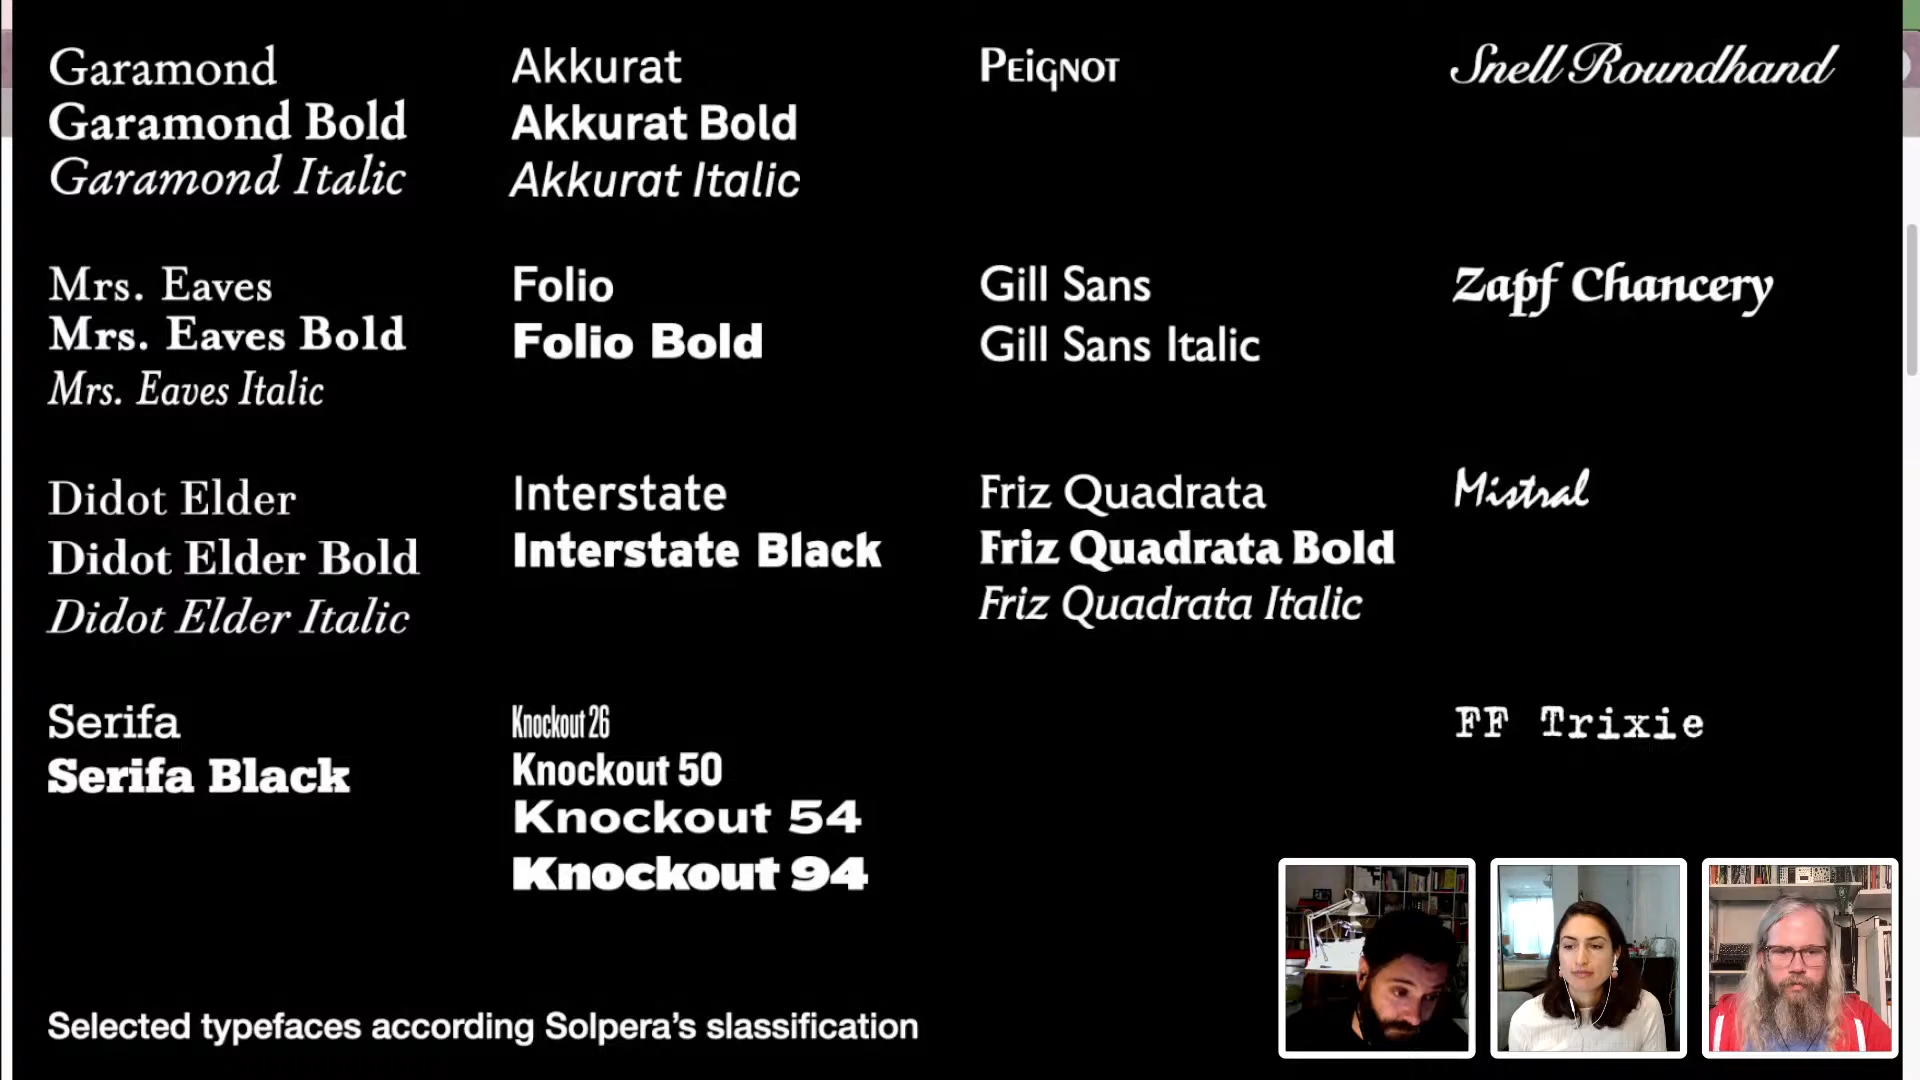 Garamond
Garamond Bold
Garamond Italic
Mrs. Eaves
Mrs. Eaves Bold
Mrs. Eaves Italic
Didot Elder
Didot Elder Bold
Didot Elder Italic
Serifa
Serifa Black
Akkurat
Akkurat Bold
Akkurat Italic
Folio
Folio Bold
Interstate
Interstate Black
Knockout 26
Knockout 50
Knockout 54
Knockout 94
Peignot
Gill Sans
Gill Sans Italic
Friz Quadrata
Friz Quadrata Bold
Friz Quadrata Italic
Snell Roundhand
Zapf Chancery
Mistral
FF Trixie
Selected typefaces according Solpera’s slassification